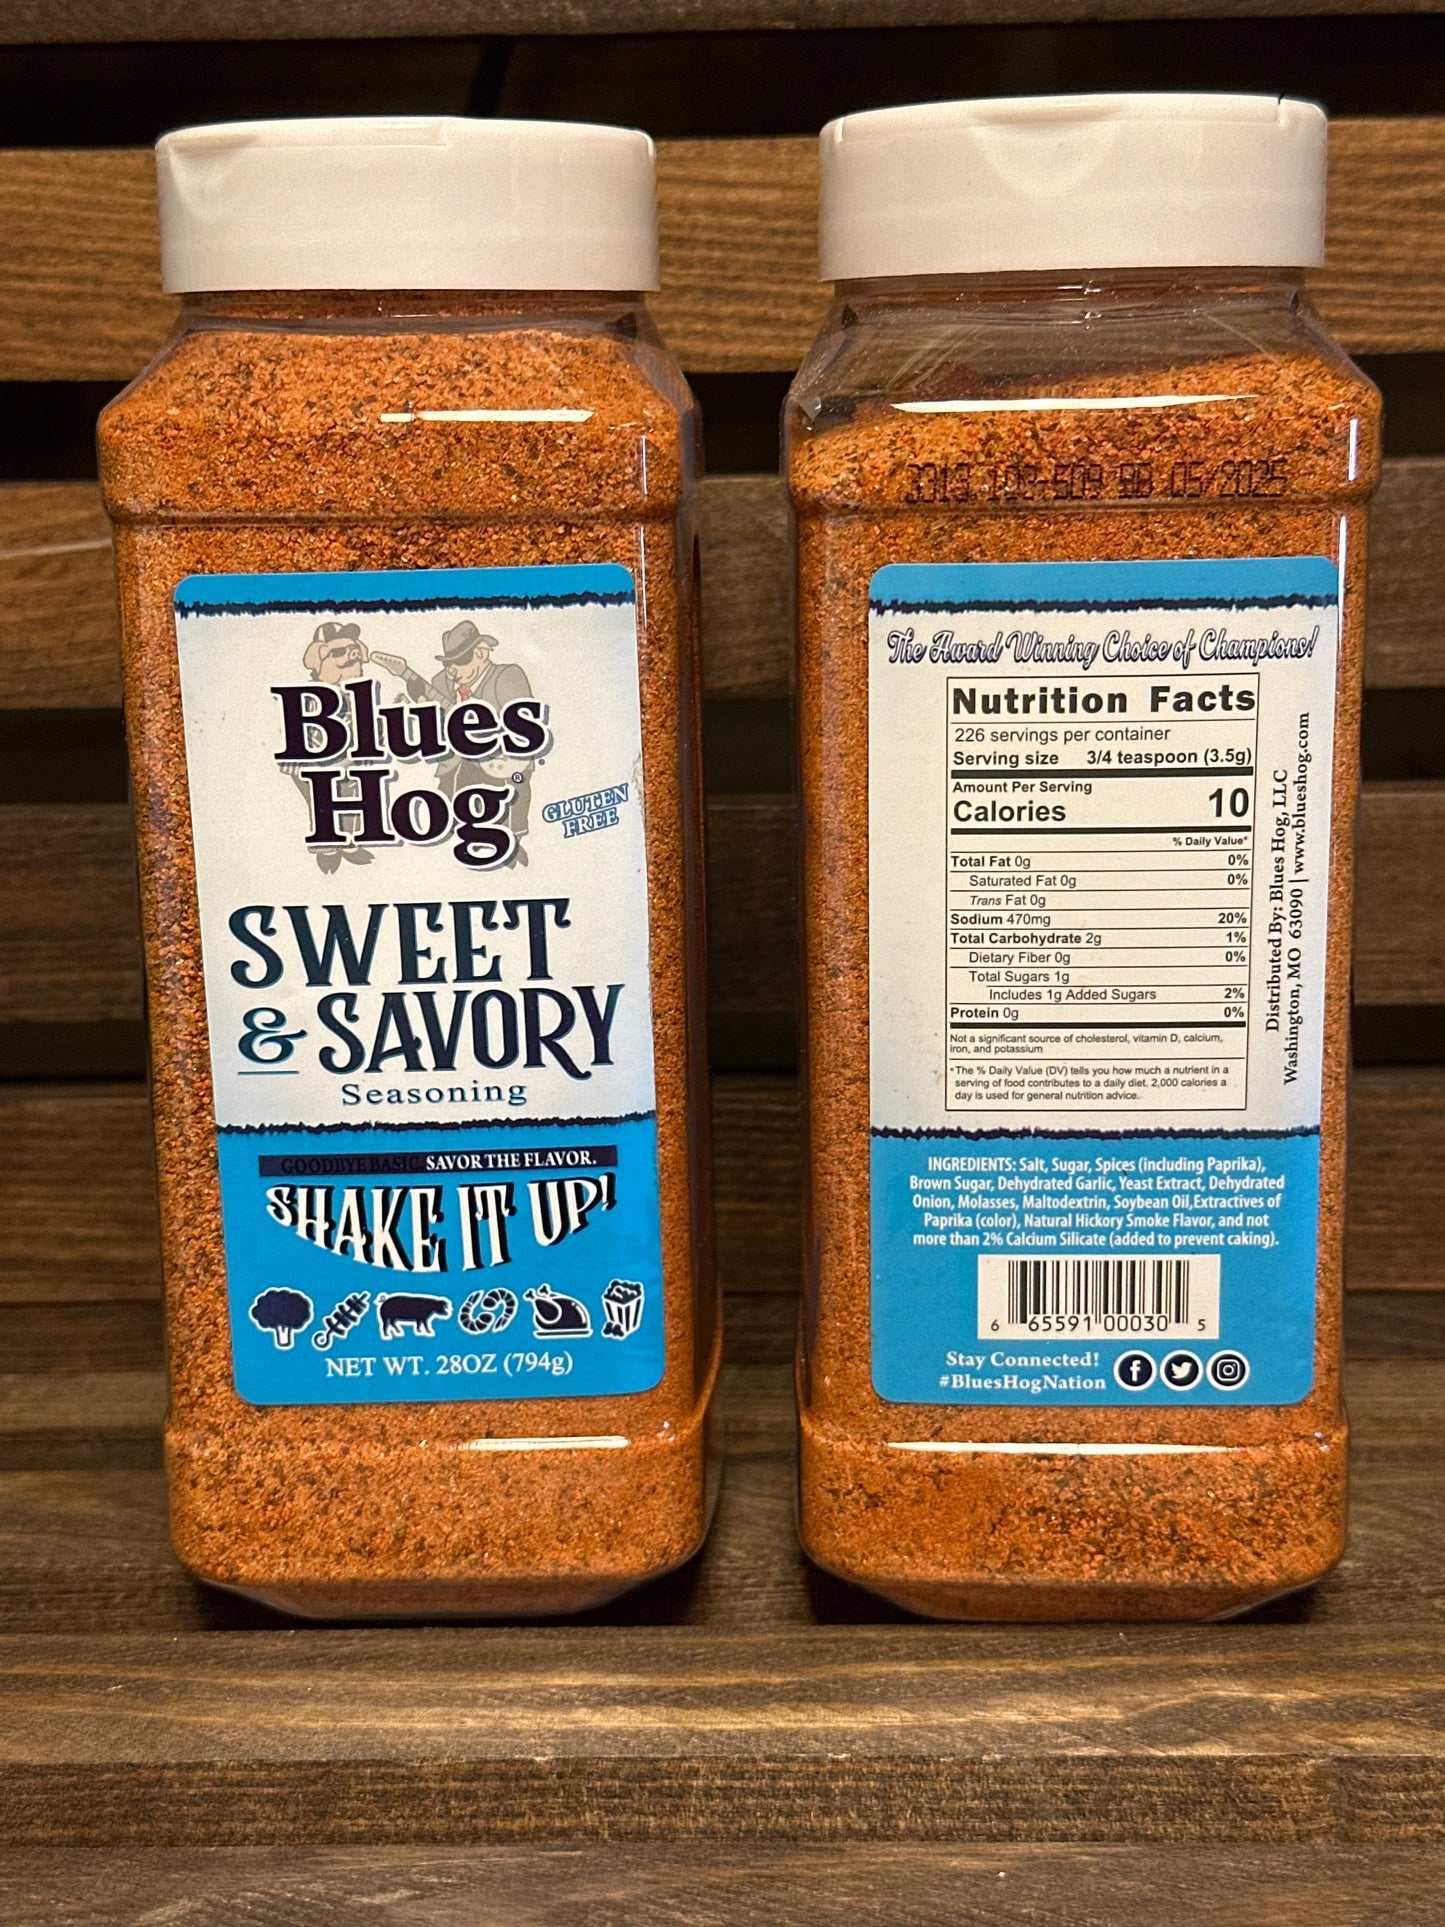 Blues
Hog®
GLUTEN
FREE
SWEET
& SAVORY
Seasoning
GOODBYE BASIC. SAVOR THE FLAVOR.
SHAKE IT UP!
NET WT. 28OZ (794g)
BB 05/2025
The Award Winning Choice of Champions!
Nutrition Facts
226 servings per container
Serving size 3/4 teaspoon (3.5g)
Amount Per Serving
Calories 10
% Daily Value*
Total Fat 0g 0%
Saturated Fat 0g 0%
Trans Fat 0g
Sodium 470mg 20%
Total Carbohydrate 2g 1%
Dietary Fiber 0g 0%
Total Sugars 1g
Includes 1g Added Sugars 2%
Protein 0g 0%
Not a significant source of cholesterol, vitamin D, calcium,
iron, and potassium
*The % Daily Value (DV) tells you how much a nutrient in a
serving of food contributes to a daily diet. 2,000 calories a
day is used for general nutrition advice.
Distributed By: Blues Hog, LLC
Washington, MO 63090 | www.blueshog.com
INGREDIENTS: Salt, Sugar, Spices (including Paprika),
Brown Sugar, Dehydrated Garlic, Yeast Extract, Dehydrated
Onion, Molasses, Maltodextrin, Soybean Oil,Extractives of
Paprika (color), Natural Hickory Smoke Flavor, and not
more than 2% Calcium Silicate (added to prevent caking).
6 65591 00030 5
Stay Connected!
#BluesHogNation